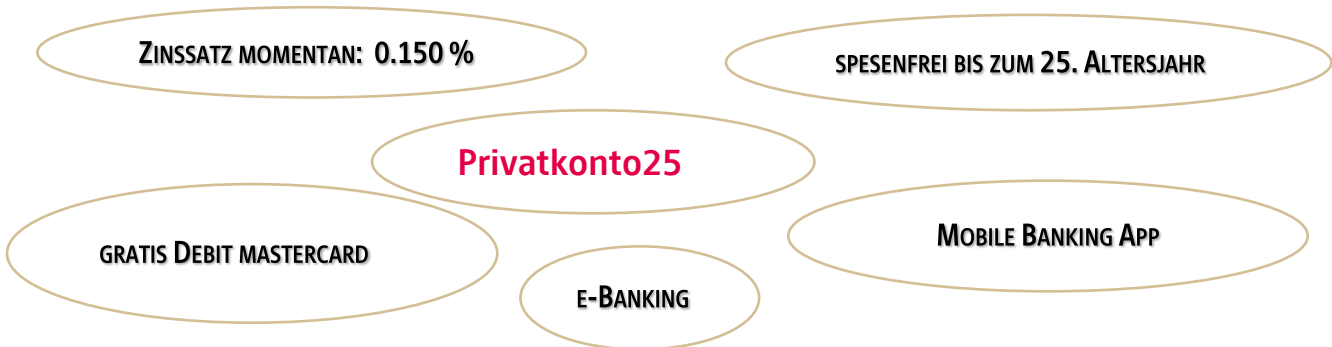 Zinssatz momentan: 0.150 %
spesenfrei bis zum 25. Altersjahr
Privatkonto25
gratis Debit mastercard
Mobile Banking App
e-Banking